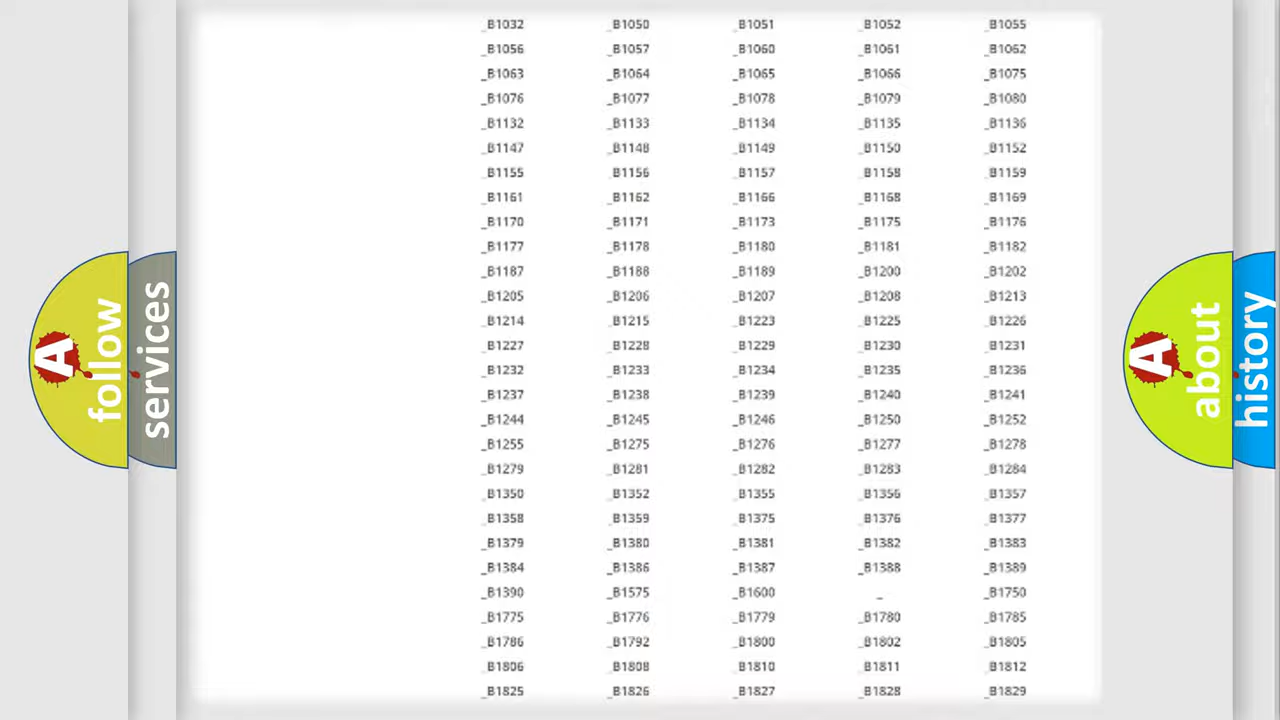 _B1032 _B1050 _B1051 _B1052 _B1055
_B1056 _B1057 _B1060 _B1061 _B1062
_B1063 _B1064 _B1065 _B1066 _B1075
_B1076 _B1077 _B1078 _B1079 _B1080
_B1132 _B1133 _B1134 _B1135 _B1136
_B1147 _B1148 _B1149 _B1150 _B1152
_B1155 _B1156 _B1157 _B1158 _B1159
_B1161 _B1162 _B1166 _B1168 _B1169
_B1170 _B1171 _B1173 _B1175 _B1176
_B1177 _B1178 _B1180 _B1181 _B1182
_B1187 _B1188 _B1189 _B1200 _B1202
_B1205 _B1206 _B1207 _B1208 _B1213
_B1214 _B1215 _B1223 _B1225 _B1226
_B1227 _B1228 _B1229 _B1230 _B1231
_B1232 _B1233 _B1234 _B1235 _B1236
_B1237 _B1238 _B1239 _B1240 _B1241
_B1244 _B1245 _B1246 _B1250 _B1252
_B1255 _B1275 _B1276 _B1277 _B1278
_B1279 _B1281 _B1282 _B1283 _B1284
_B1350 _B1352 _B1355 _B1356 _B1357
_B1358 _B1359 _B1375 _B1376 _B1377
_B1379 _B1380 _B1381 _B1382 _B1383
_B1384 _B1386 _B1387 _B1388 _B1389
_B1390 _B1575 _B1600 _ _B1750
_B1775 _B1776 _B1779 _B1780 _B1785
_B1786 _B1792 _B1800 _B1802 _B1805
_B1806 _B1808 _B1810 _B1811 _B1812
_B1825 _B1826 _B1827 _B1828 _B1829
A follow
services
A about
history